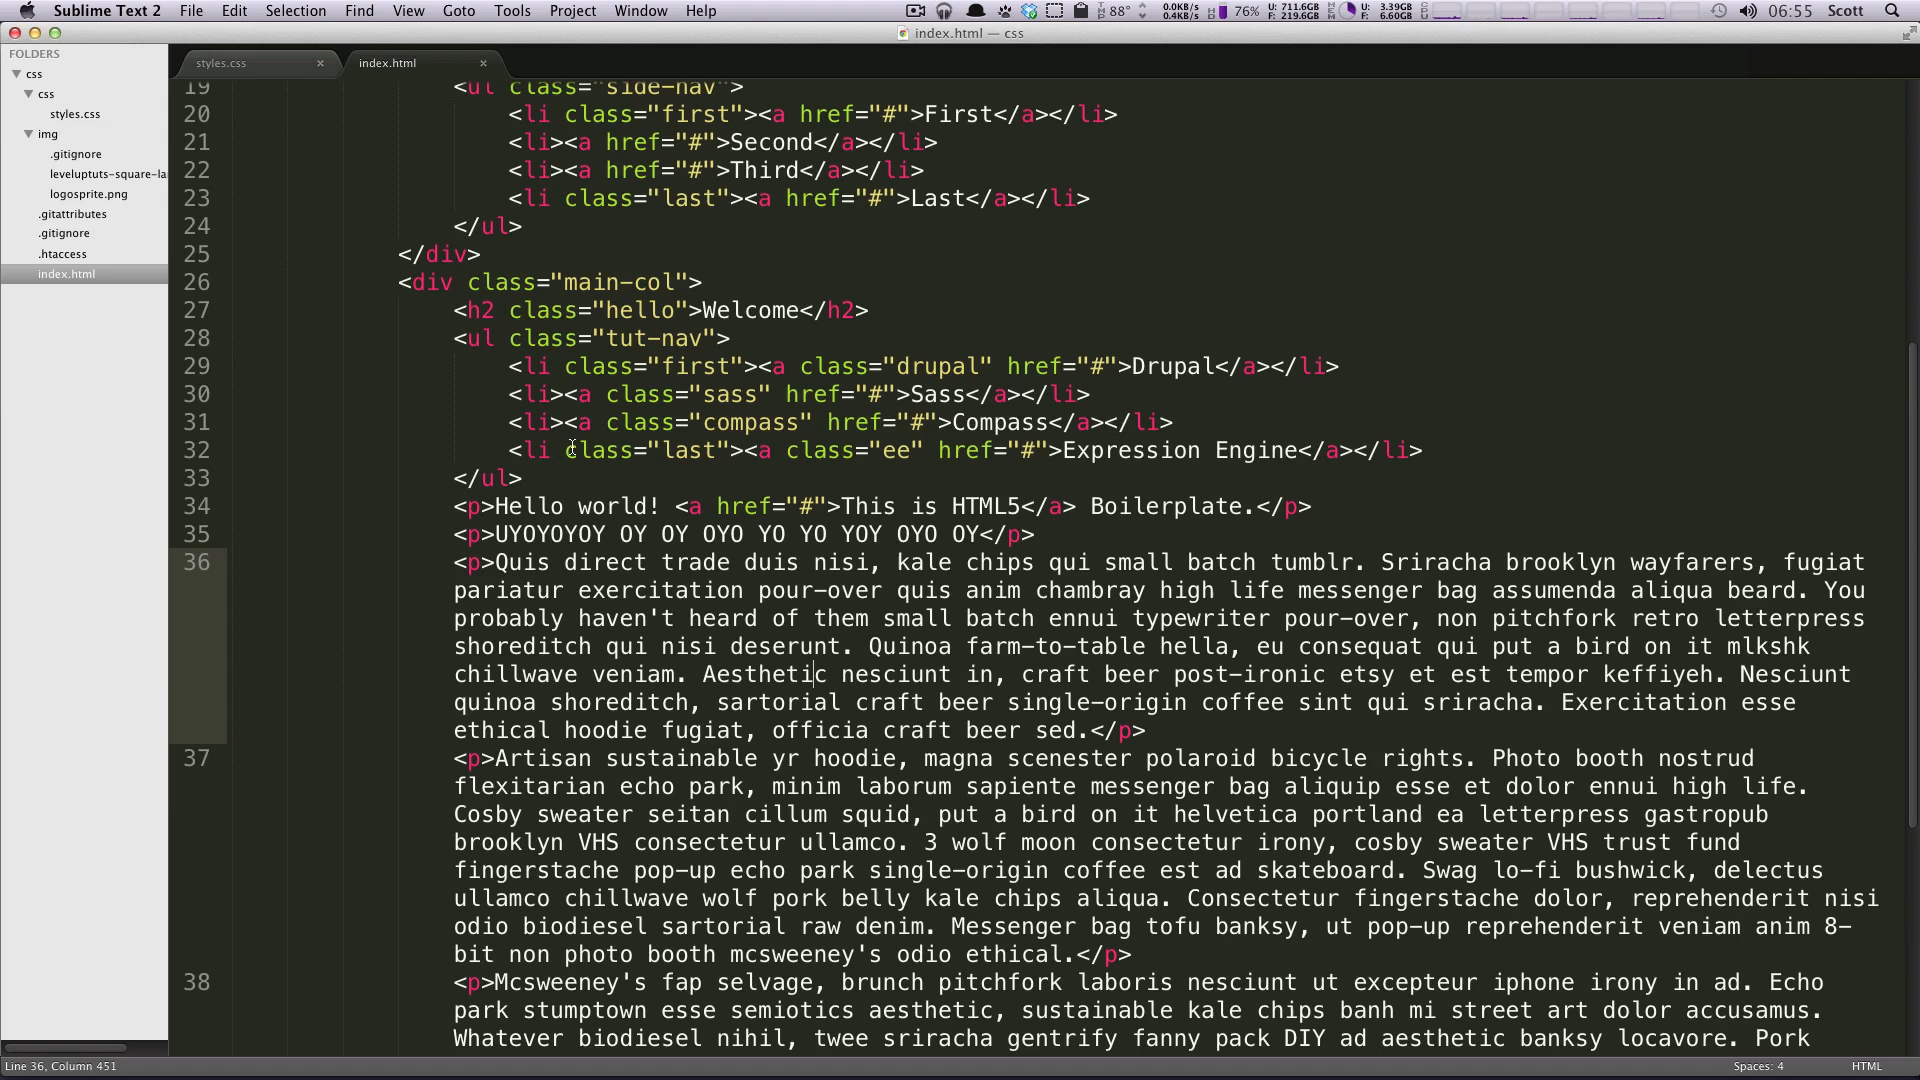 Sublime Text 2 File Edit Selection Find View Goto Tools Project Window Help 88° 0.0KB/s 0.4KB/s 76% U: 711.6GB F: 219.6GB U: 3.39GB F: 6.60GB 06:55 Scott
index.html — css
FOLDERS
css
css
styles.css
img
.gitignore
leveluptuts-square-la
logosprite.png
.gitattributes
.gitignore
.htaccess
index.html
styles.css × index.html ×
19 <ul class="side-nav">
20 <li class="first"><a href="#">First</a></li>
21 <li><a href="#">Second</a></li>
22 <li><a href="#">Third</a></li>
23 <li class="last"><a href="#">Last</a></li>
24 </ul>
25 </div>
26 <div class="main-col">
27 <h2 class="hello">Welcome</h2>
28 <ul class="tut-nav">
29 <li class="first"><a class="drupal" href="#">Drupal</a></li>
30 <li><a class="sass" href="#">Sass</a></li>
31 <li><a class="compass" href="#">Compass</a></li>
32 <li class="last"><a class="ee" href="#">Expression Engine</a></li>
33 </ul>
34 <p>Hello world! <a href="#">This is HTML5</a> Boilerplate.</p>
35 <p>UYOYOYOY OY OY OYO YO YO YOY OYO OY</p>
36 <p>Quis direct trade duis nisi, kale chips qui small batch tumblr. Sriracha brooklyn wayfarers, fugiat
pariatur exercitation pour-over quis anim chambray high life messenger bag assumenda aliqua beard. You
probably haven't heard of them small batch ennui typewriter pour-over, non pitchfork retro letterpress
shoreditch qui nisi deserunt. Quinoa farm-to-table hella, eu consequat qui put a bird on it mlkshk
chillwave veniam. Aesthetic nesciunt in, craft beer post-ironic etsy et est tempor keffiyeh. Nesciunt
quinoa shoreditch, sartorial craft beer single-origin coffee sint qui sriracha. Exercitation esse
ethical hoodie fugiat, officia craft beer sed.</p>
37 <p>Artisan sustainable yr hoodie, magna scenester polaroid bicycle rights. Photo booth nostrud
flexitarian echo park, minim laborum sapiente messenger bag aliquip esse et dolor ennui high life.
Cosby sweater seitan cillum squid, put a bird on it helvetica portland ea letterpress gastropub
brooklyn VHS consectetur ullamco. 3 wolf moon consectetur irony, cosby sweater VHS trust fund
fingerstache pop-up echo park single-origin coffee est ad skateboard. Swag lo-fi bushwick, delectus
ullamco chillwave wolf pork belly kale chips aliqua. Consectetur fingerstache dolor, reprehenderit nisi
odio biodiesel sartorial raw denim. Messenger bag tofu banksy, ut pop-up reprehenderit veniam anim 8-
bit non photo booth mcsweeney's odio ethical.</p>
38 <p>Mcsweeney's fap selvage, brunch pitchfork laboris nesciunt ut excepteur iphone irony in ad. Echo
park stumptown esse semiotics aesthetic, sustainable kale chips banh mi street art dolor accusamus.
Whatever biodiesel nihil, twee sriracha gentrify fanny pack DIY ad aesthetic banksy locavore. Pork
Line 36, Column 451 Spaces: 4 HTML